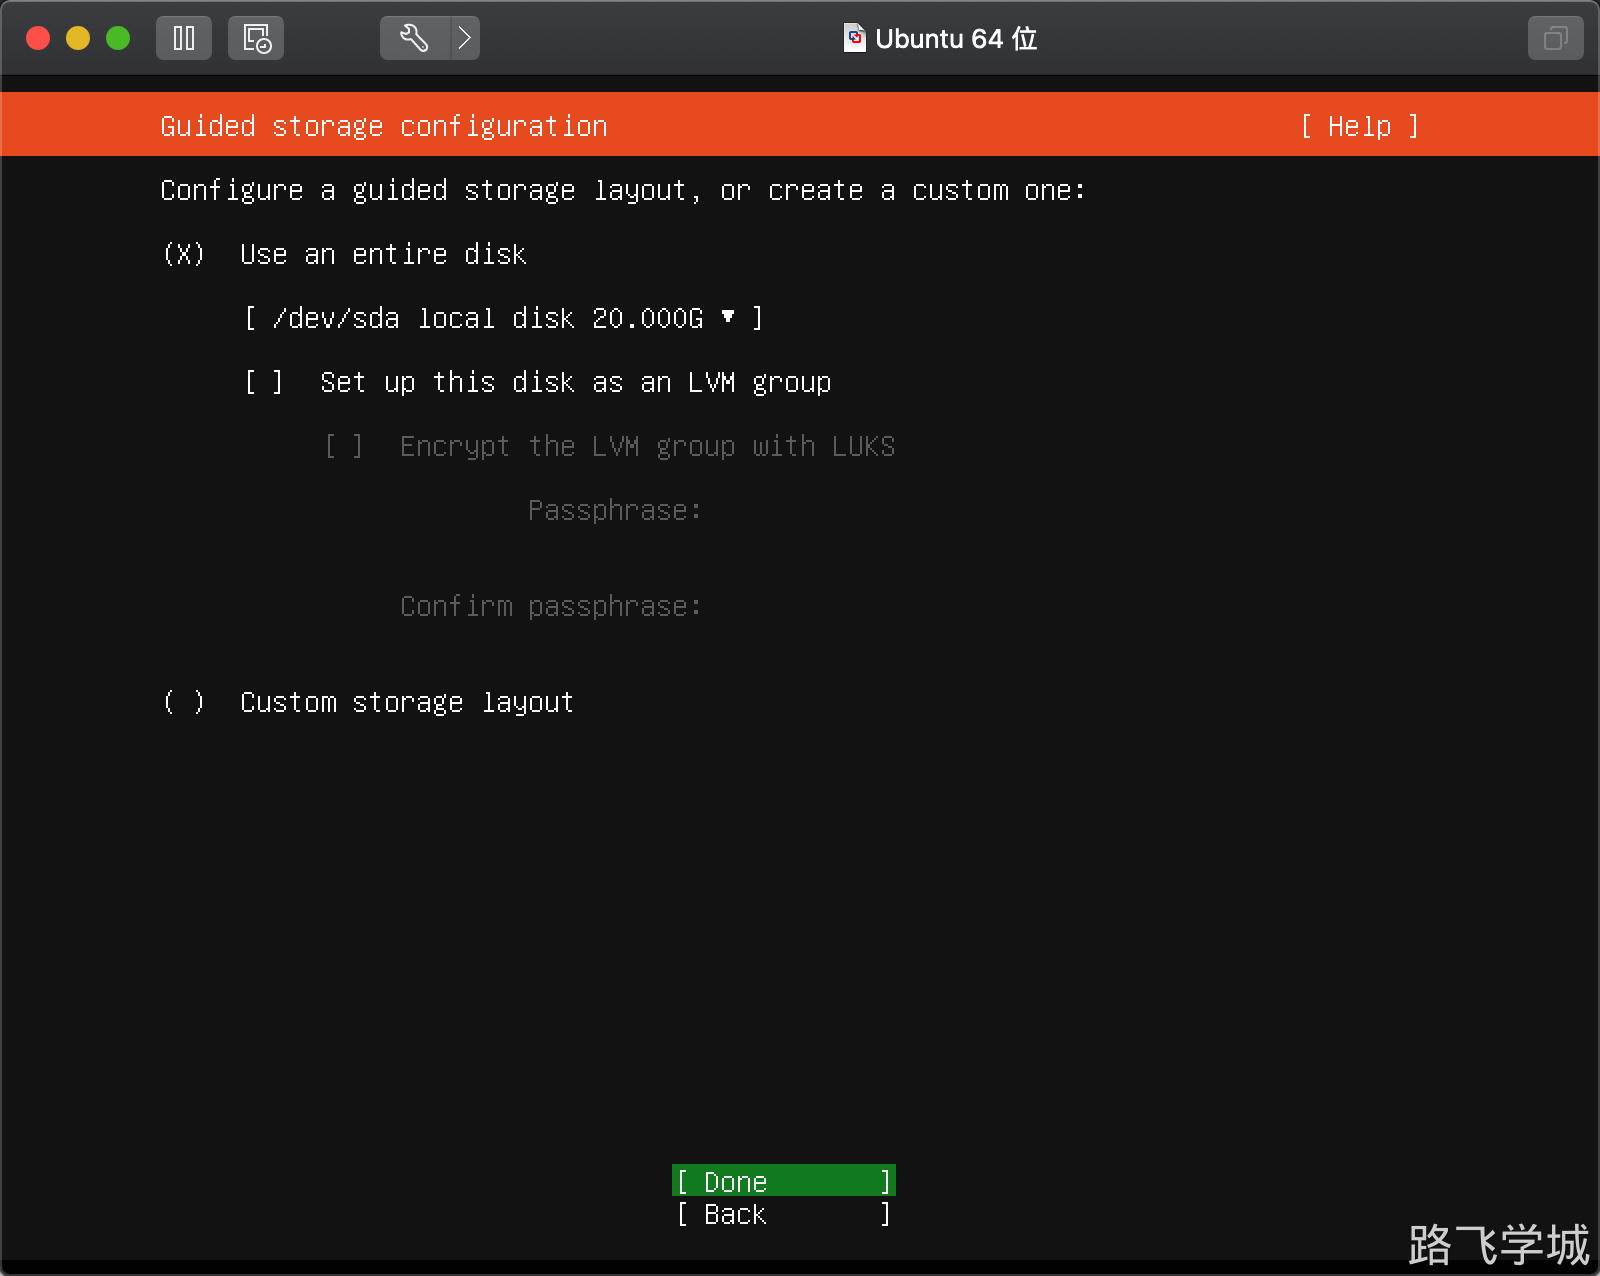 Ubuntu 64 位
Guided storage configuration [ Help ]
Configure a guided storage layout, or create a custom one:
(X) Use an entire disk
[ /dev/sda local disk 20.000G ▾ ]
[ ] Set up this disk as an LVM group
[ ] Encrypt the LVM group with LUKS
Passphrase:
Confirm passphrase:
( ) Custom storage layout
[ Done ]
[ Back ]
路飞学城